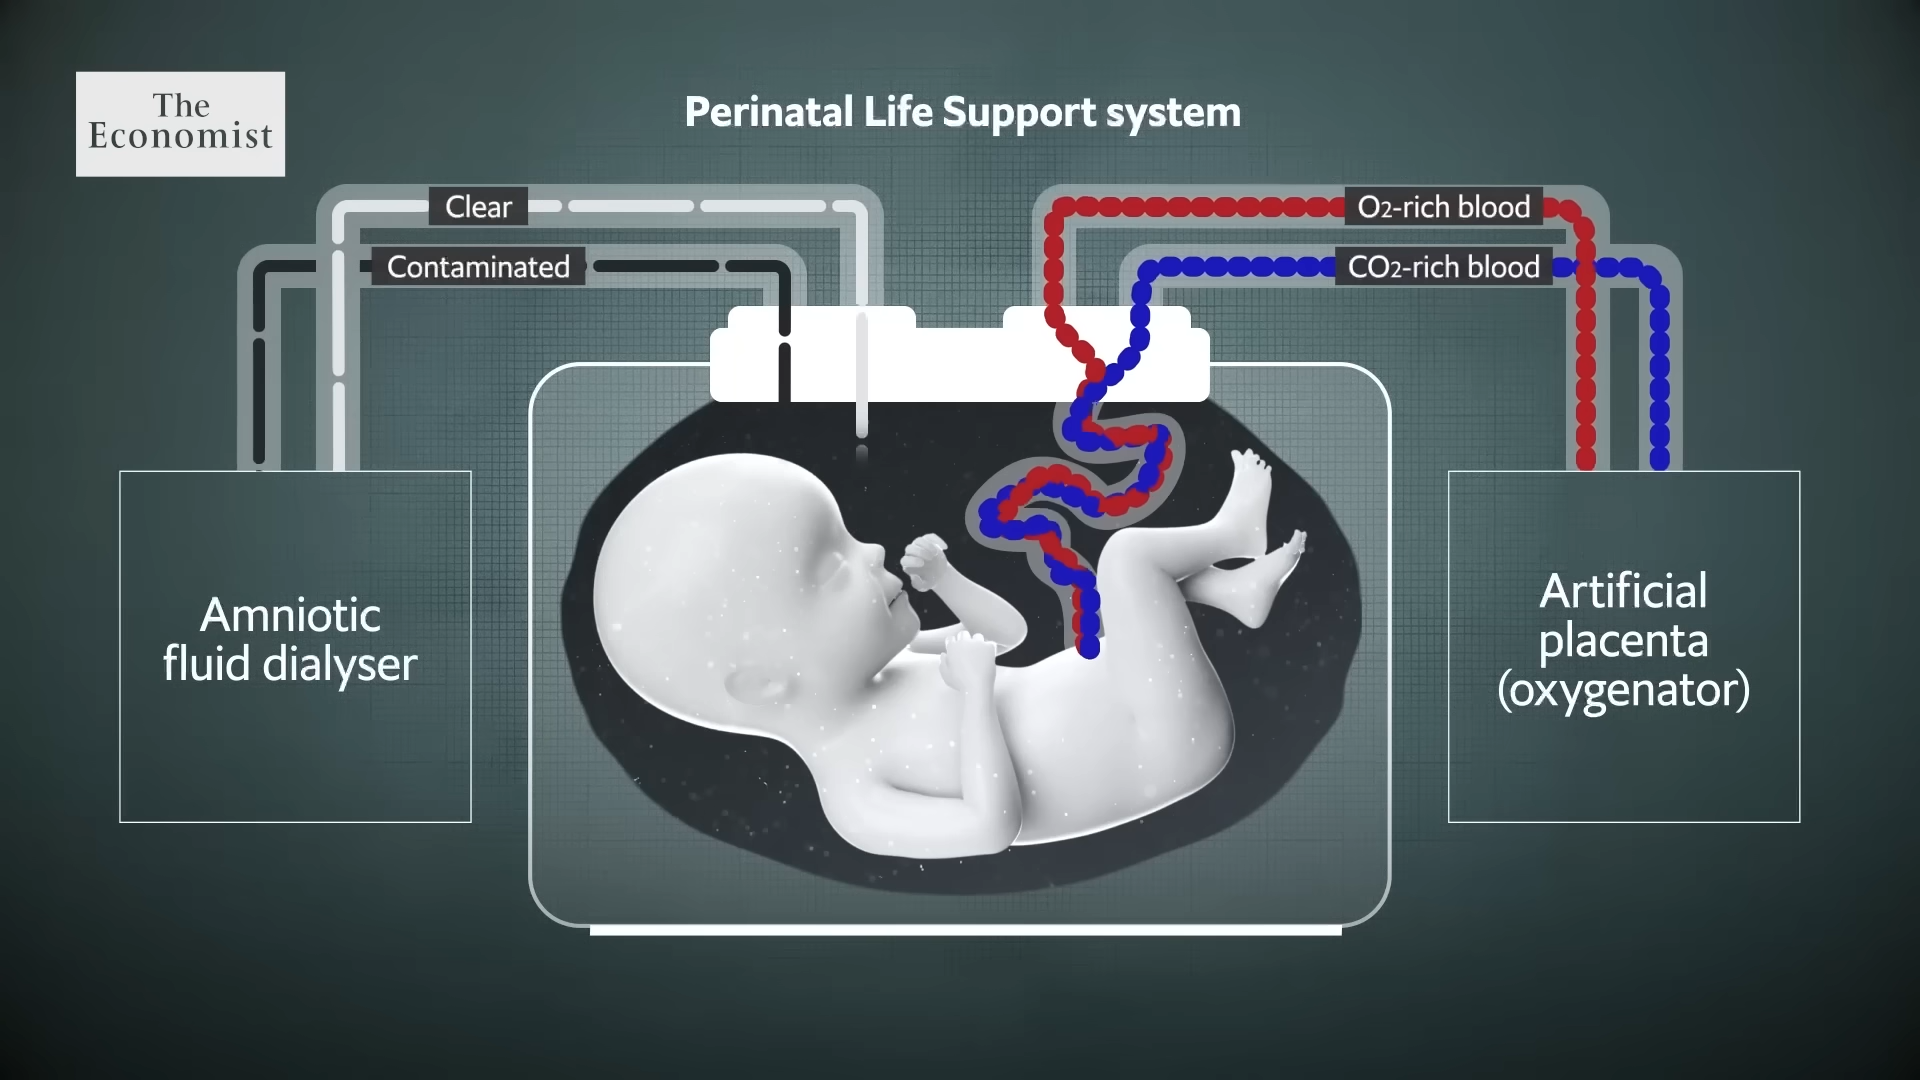 The
Economist
Perinatal Life Support system
Clear
Contaminated
O2-rich blood
CO2-rich blood
Amniotic
fluid dialyser
Artificial
placenta
(oxygenator)